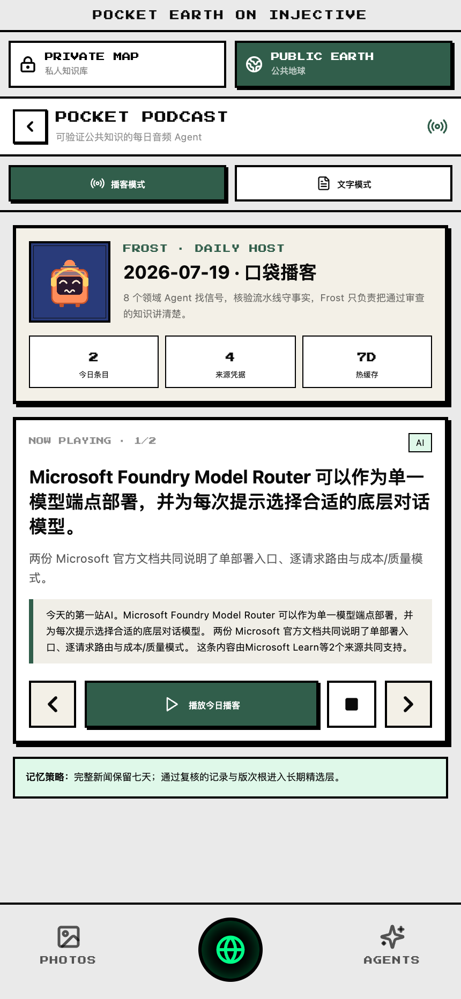 POCKET EARTH ON INJECTIVE
PRIVATE MAP
私人知识库
PUBLIC EARTH
公共地球
POCKET PODCAST
可验证公共知识的每日音频 Agent
播客模式
文字模式
FROST · DAILY HOST
2026-07-19 · 口袋播客
8 个领域 Agent 找信号，核验流水线守事实，Frost 只负责把通过审查
的知识讲清楚。
2
今日条目
4
来源凭据
7D
热缓存
NOW PLAYING · 1/2
AI
Microsoft Foundry Model Router 可以作为单一
模型端点部署，并为每次提示选择合适的底层对话
模型。
两份 Microsoft 官方文档共同说明了单部署入口、逐请求路由与成本/质量模
式。
今天的第一站AI。Microsoft Foundry Model Router 可以作为单一模型端点部署，并
为每次提示选择合适的底层对话模型。 两份 Microsoft 官方文档共同说明了单部署入
口、逐请求路由与成本/质量模式。 这条内容由Microsoft Learn等2个来源共同支持。
播放今日播客
记忆策略：完整新闻保留七天；通过复核的记录与版次根进入长期精选层。
PHOTOS
AGENTS